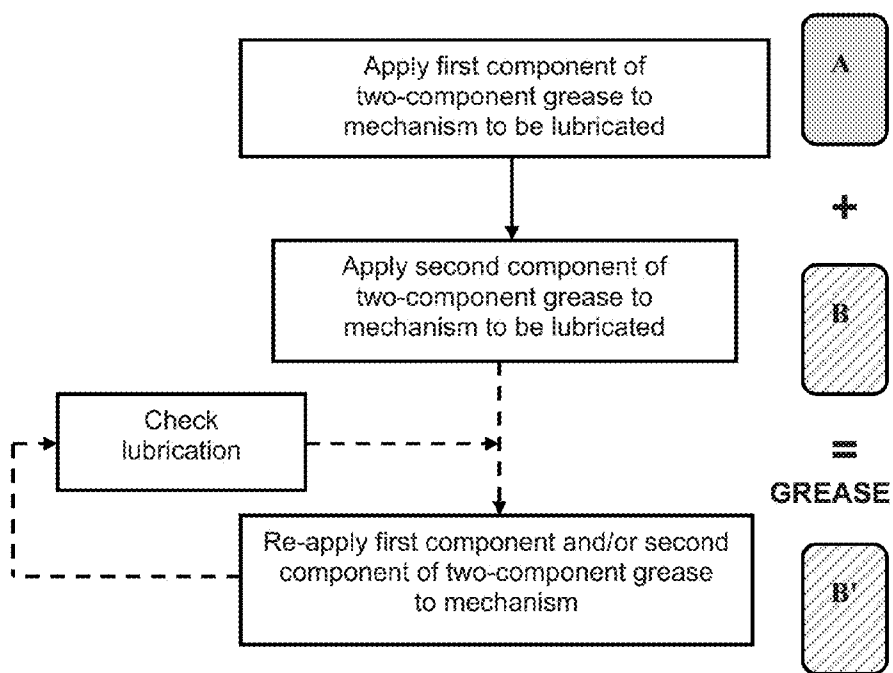 Apply first component of
two-component grease to
mechanism to be lubricated
A
+
Apply second component of
two-component grease to
mechanism to be lubricated
B
Check
lubrication
=
GREASE
Re-apply first component and/or second
component of two-component grease
to mechanism
B'